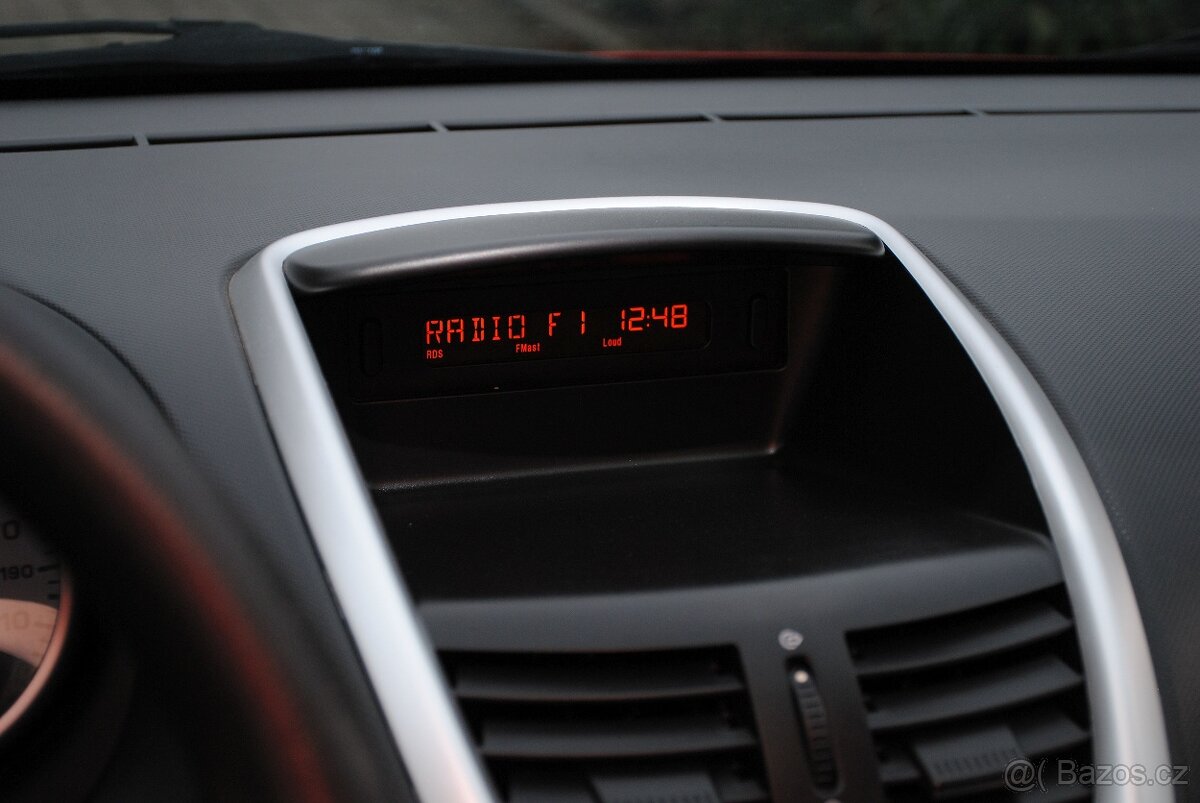 RADIO F1 12:48
RDS FMast Loud
190
@( Bazos.cz